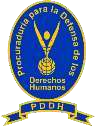 Procuraduría para la Defensa de los
Derechos
Humanos
PDDH